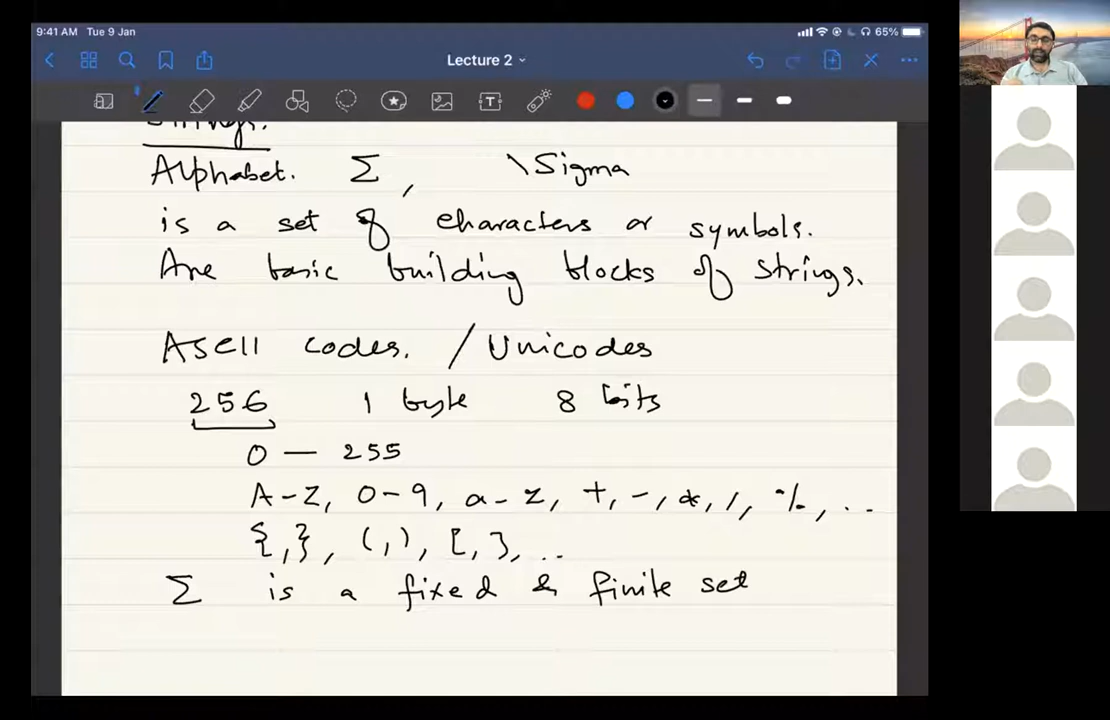 9:41 AM Tue 9 Jan 65%
Lecture 2
Strings.
Alphabet. Σ, \Sigma
is a set of characters or symbols.
Are basic building blocks of strings.
Ascii codes. / Unicodes
256 1 byte 8 bits
0 — 255
A-Z, 0-9, a-z, +, -, *, /, %, ..
{,}, (,), [,], ...
Σ is a fixed & finite set